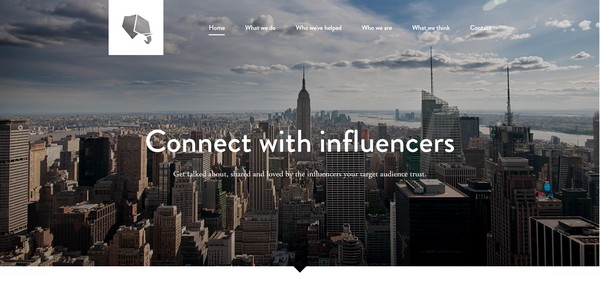 Home What we do Who we've helped Who we are What we think Contact
Connect with influencers
Get talked about, shared and loved by the influencers your target audience trust.